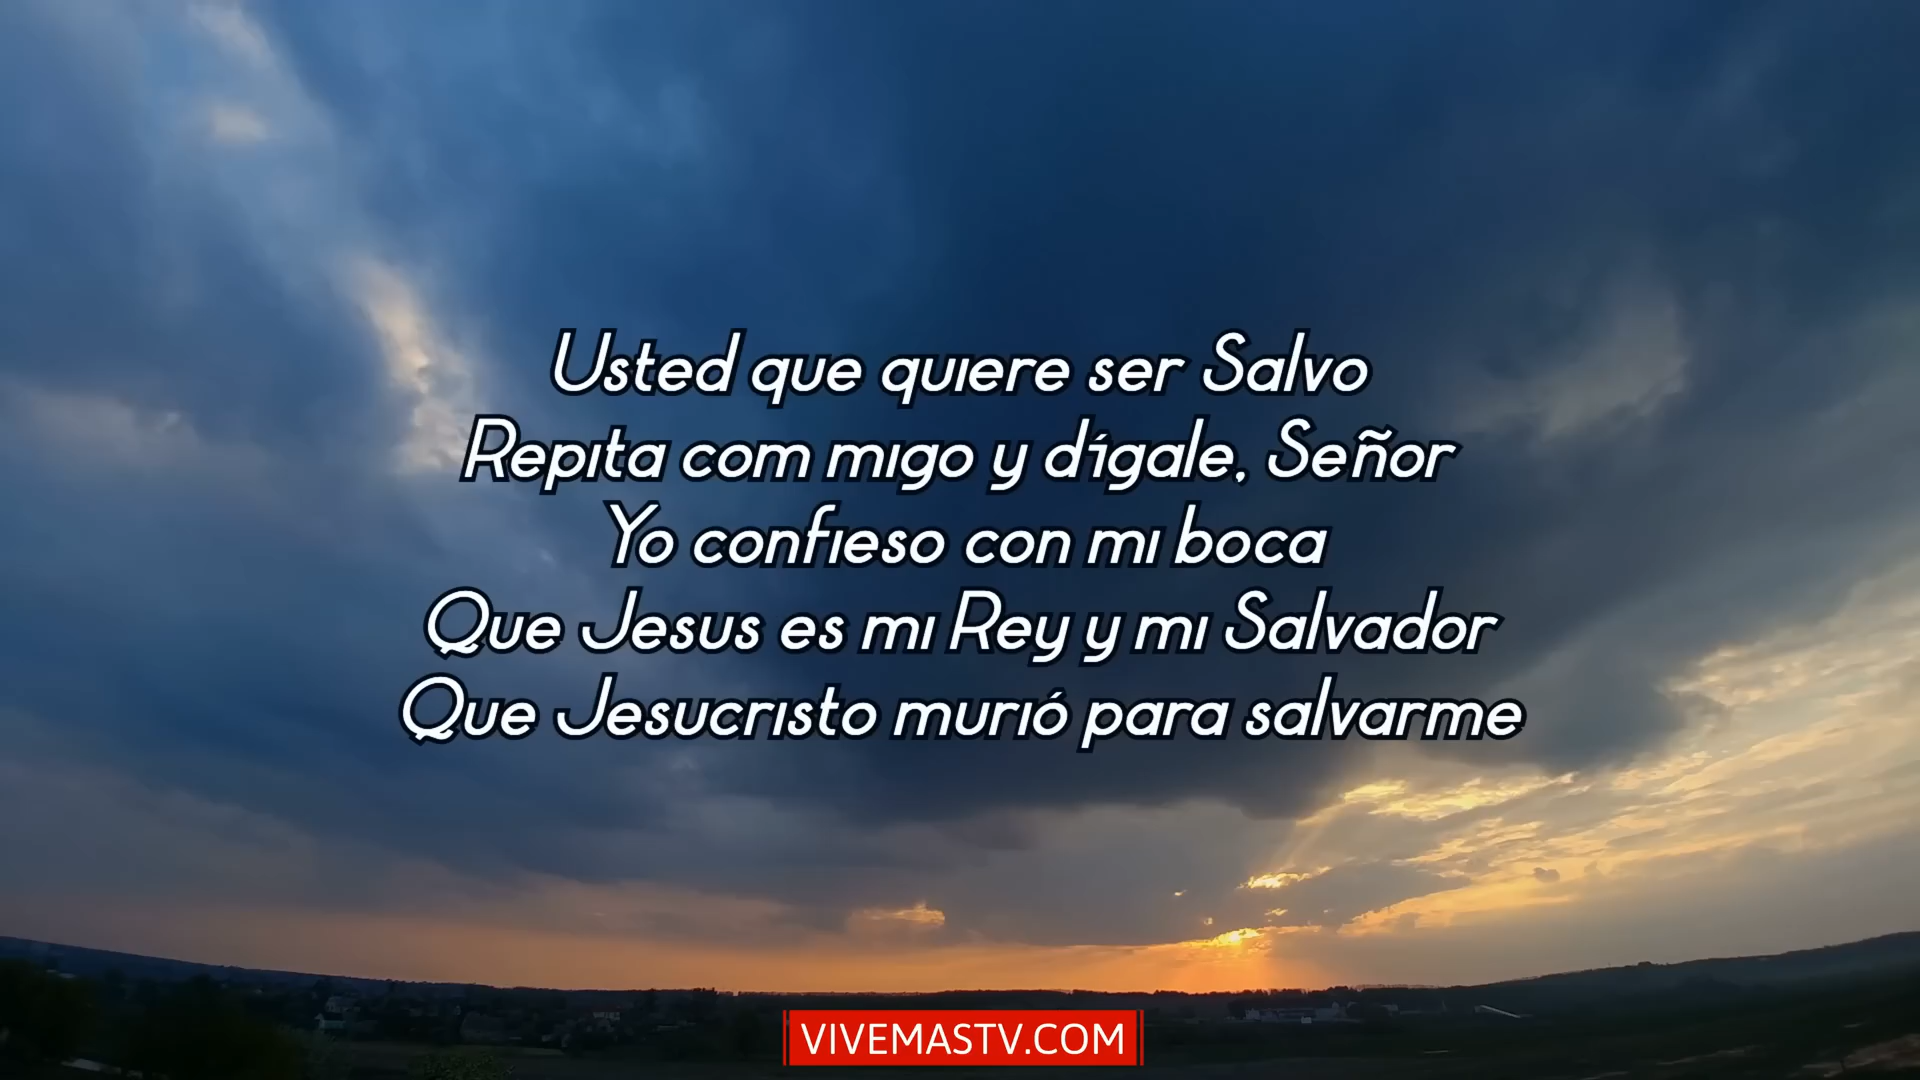 Usted que quiere ser Salvo
Repita com migo y dígale, Señor
Yo confieso con mi boca
Que Jesus es mi Rey y mi Salvador
Que Jesucristo murió para salvarme
VIVEMASTV.COM